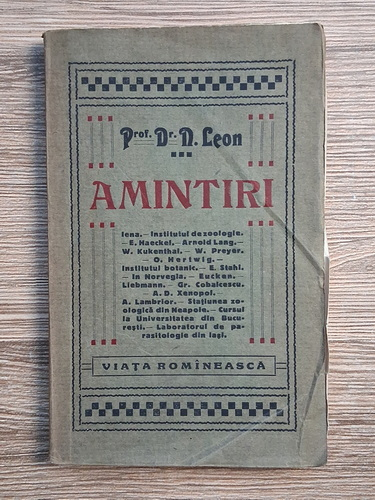 Prof. Dr. N. Leon
AMINTIRI
Iena.— Institutul de zoologie.
— E. Haeckel.— Arnold Lang.—
W. Kukenthal.— W. Preyer.
— O. Hertwig.—
Institutul botanic.— E. Stahl.
— In Norvegia.— Eucken.—
Liebmann.— Gr. Cobalcescu.
A. D. Xenopol.
A. Lambrior.— Stațiunea zo-
ologică din Neapole.— Cursul
la Universitatea din Bucu-
rești.— Laboratorul de pa-
rasitologie din Iași.
VIAȚA ROMÎNEASCĂ